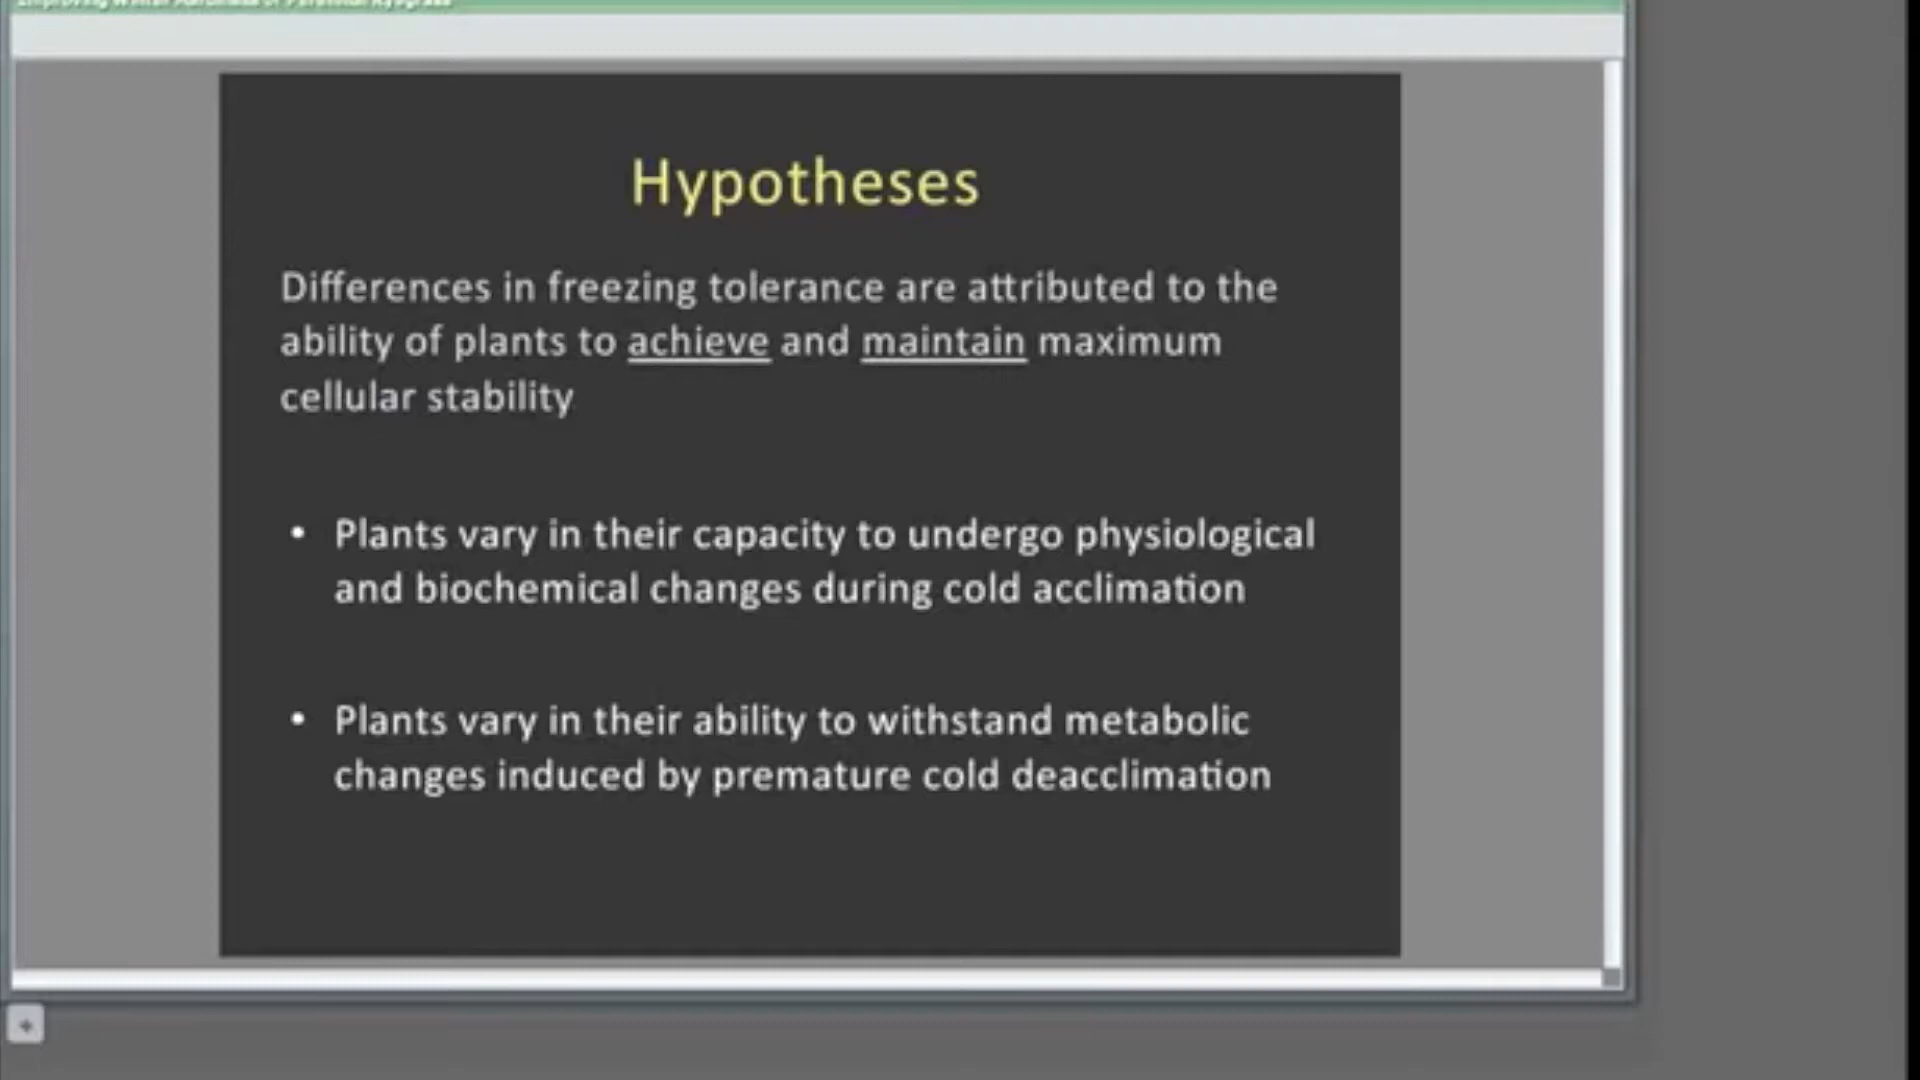 Hypotheses
Differences in freezing tolerance are attributed to the
ability of plants to achieve and maintain maximum
cellular stability
• Plants vary in their capacity to undergo physiological
and biochemical changes during cold acclimation
• Plants vary in their ability to withstand metabolic
changes induced by premature cold deacclimation